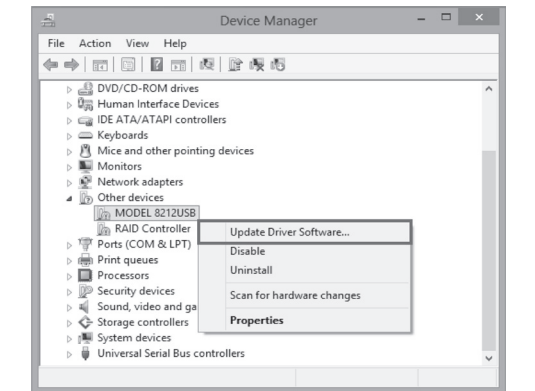 Device Manager
File Action View Help
DVD/CD-ROM drives
Human Interface Devices
IDE ATA/ATAPI controllers
Keyboards
Mice and other pointing devices
Monitors
Network adapters
Other devices
MODEL 8212USB
RAID Controller
Ports (COM & LPT)
Print queues
Processors
Security devices
Sound, video and ga
Storage controllers
System devices
Universal Serial Bus controllers
Update Driver Software...
Disable
Uninstall
Scan for hardware changes
Properties